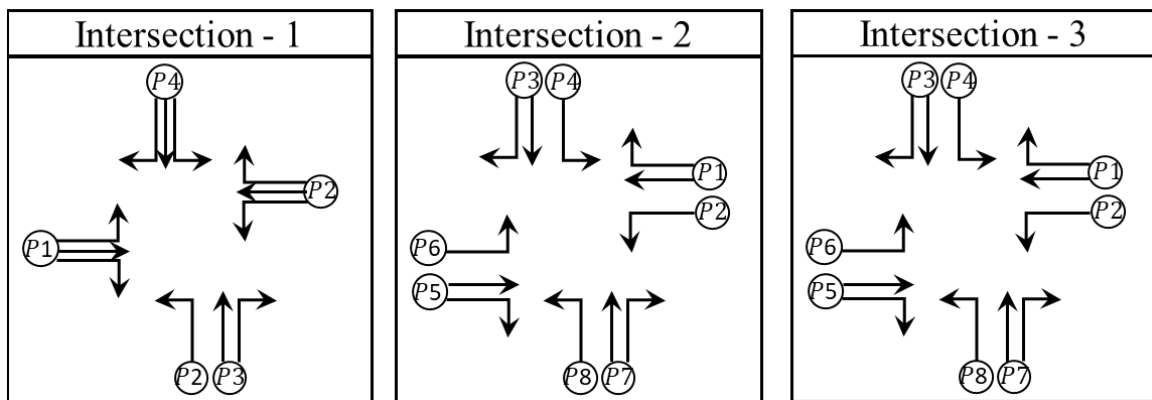 Intersection - 1
P4
P2
P1
P2 P3
Intersection - 2
P3 P4
P1
P2
P6
P5
P8 P7
Intersection - 3
P3 P4
P1
P2
P6
P5
P8 P7